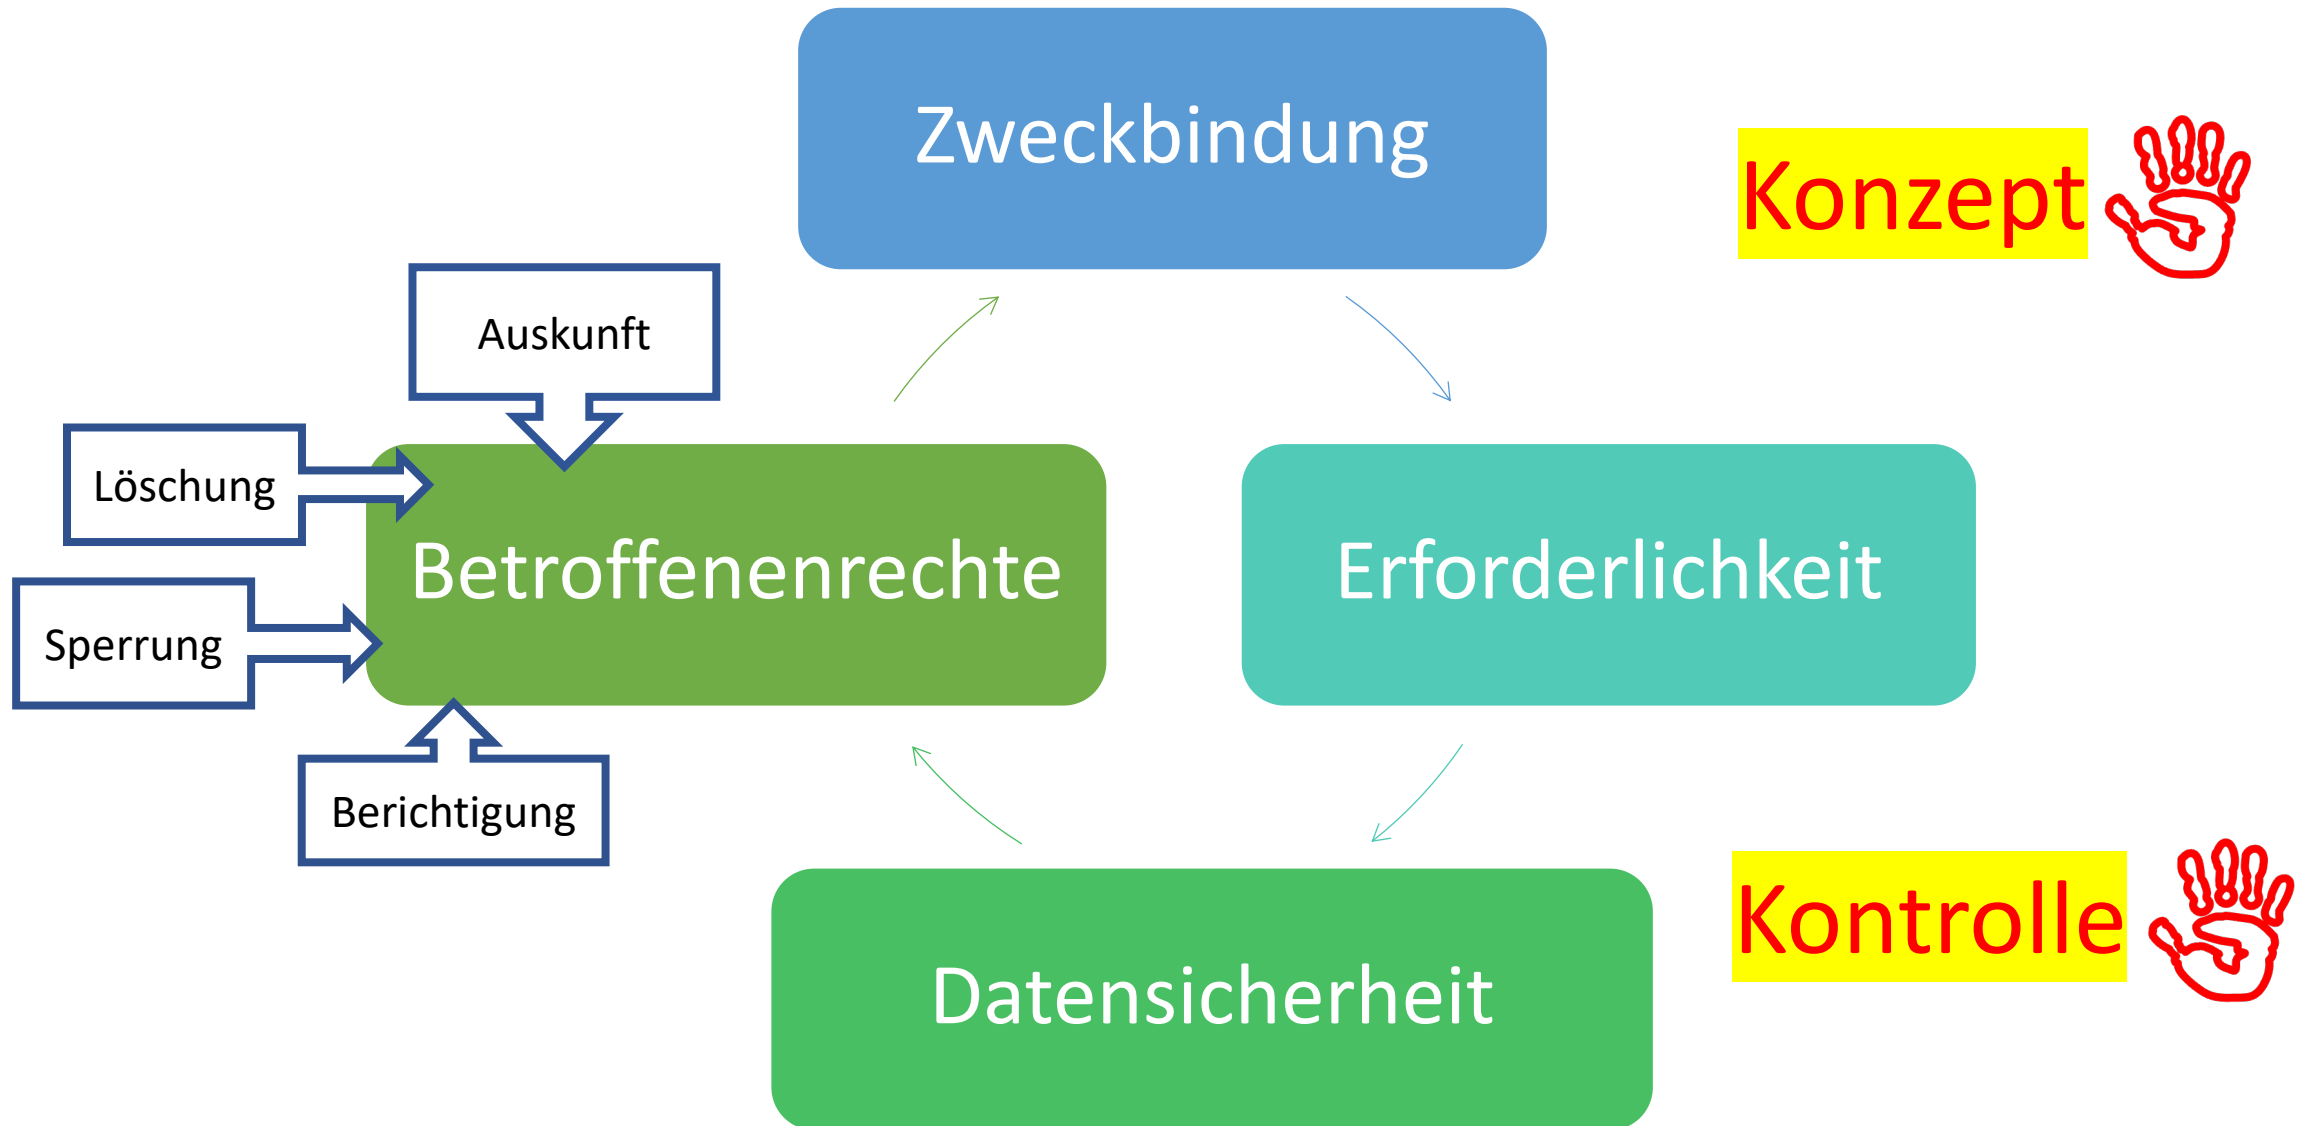 Zweckbindung
Konzept
Auskunft
Löschung
Betroffenenrechte
Erforderlichkeit
Sperrung
Berichtigung
Kontrolle
Datensicherheit